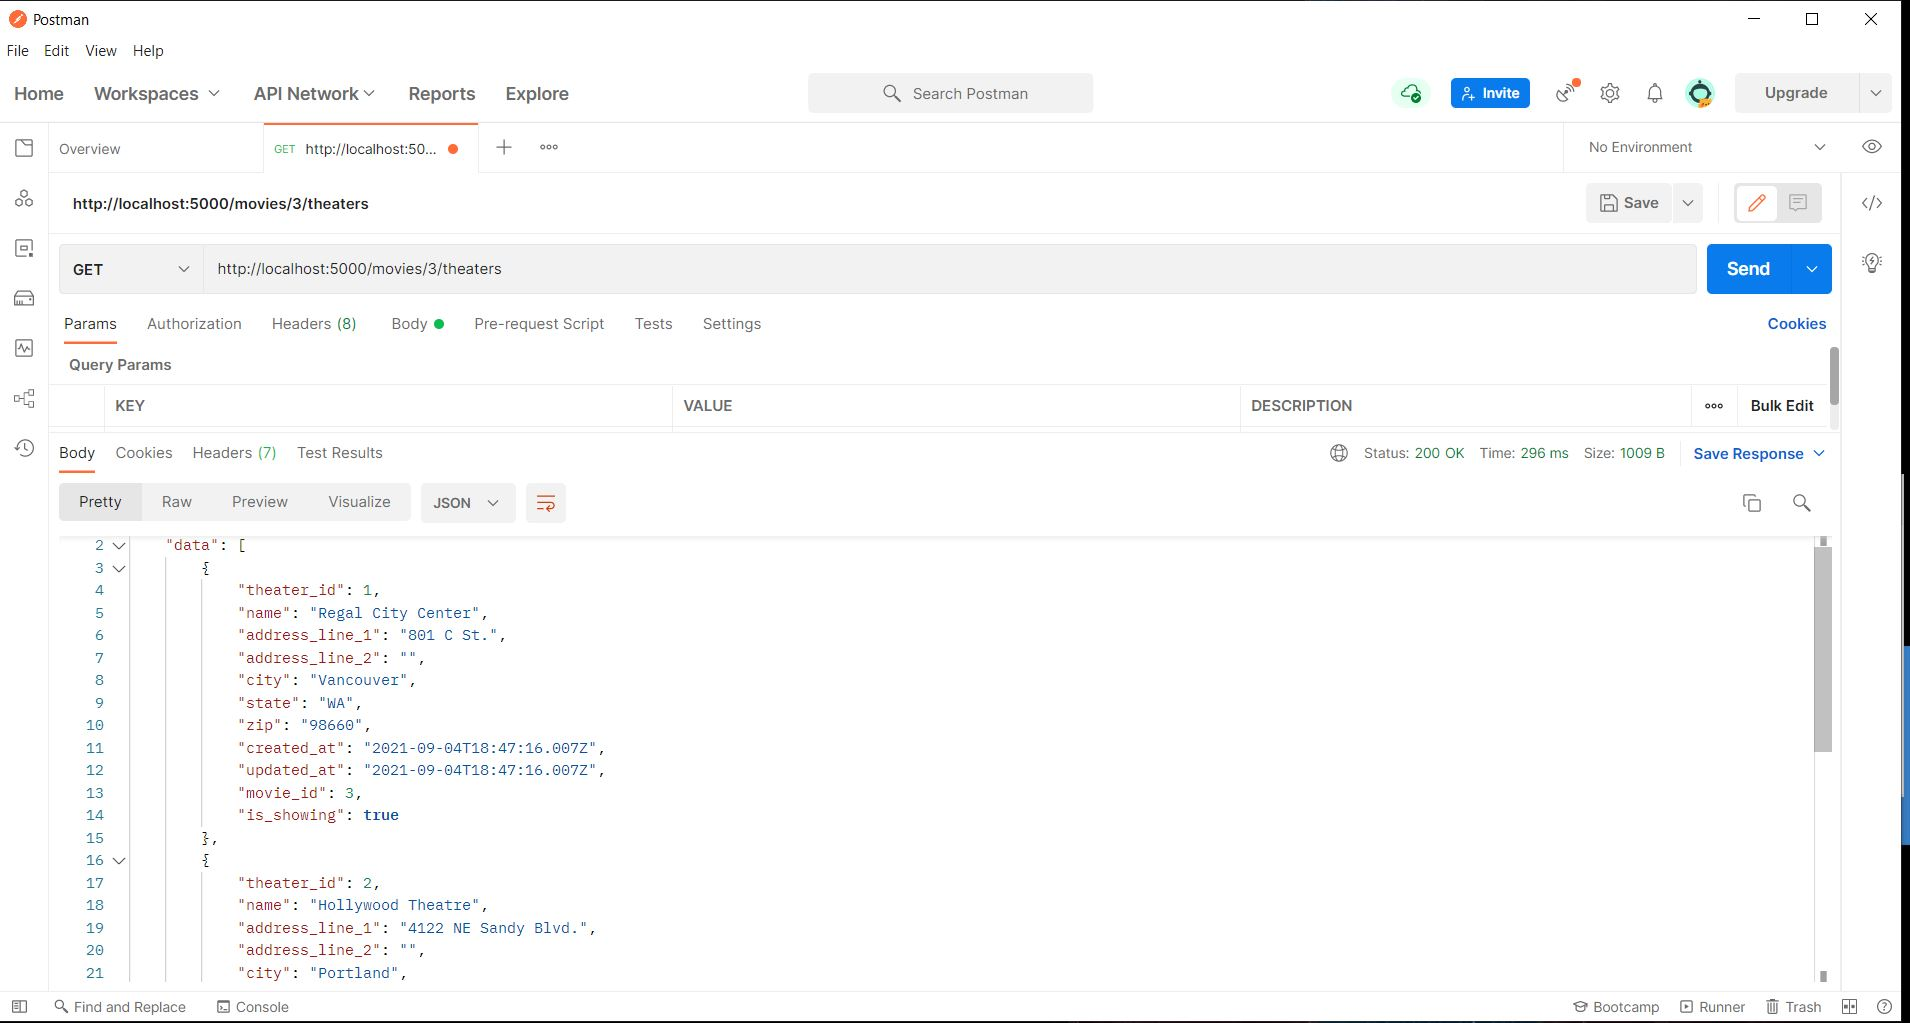 Postman
File Edit View Help
Home Workspaces API Network Reports Explore Search Postman Invite Upgrade
Overview GET http://localhost:50... No Environment
http://localhost:5000/movies/3/theaters Save
GET http://localhost:5000/movies/3/theaters Send
Params Authorization Headers (8) Body Pre-request Script Tests Settings Cookies
Query Params
KEY VALUE DESCRIPTION Bulk Edit
Body Cookies Headers (7) Test Results Status: 200 OK Time: 296 ms Size: 1009 B Save Response
Pretty Raw Preview Visualize JSON
2 "data": [
3 {
4 "theater_id": 1,
5 "name": "Regal City Center",
6 "address_line_1": "801 C St.",
7 "address_line_2": "",
8 "city": "Vancouver",
9 "state": "WA",
10 "zip": "98660",
11 "created_at": "2021-09-04T18:47:16.007Z",
12 "updated_at": "2021-09-04T18:47:16.007Z",
13 "movie_id": 3,
14 "is_showing": true
15 },
16 {
17 "theater_id": 2,
18 "name": "Hollywood Theatre",
19 "address_line_1": "4122 NE Sandy Blvd.",
20 "address_line_2": "",
21 "city": "Portland",
Find and Replace Console Bootcamp Runner Trash